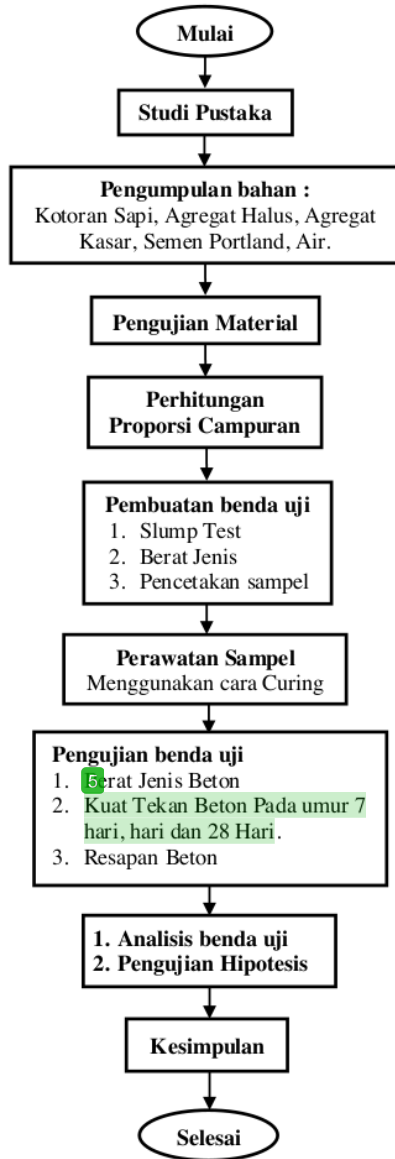 Mulai
Studi Pustaka
Pengumpulan bahan :
Kotoran Sapi, Agregat Halus, Agregat
Kasar, Semen Portland, Air.
Pengujian Material
Perhitungan
Proporsi Campuran
Pembuatan benda uji
1. Slump Test
2. Berat Jenis
3. Pencetakan sampel
Perawatan Sampel
Menggunakan cara Curing
Pengujian benda uji
1. 5erat Jenis Beton
2. Kuat Tekan Beton Pada umur 7
hari, hari dan 28 Hari.
3. Resapan Beton
1. Analisis benda uji
2. Pengujian Hipotesis
Kesimpulan
Selesai